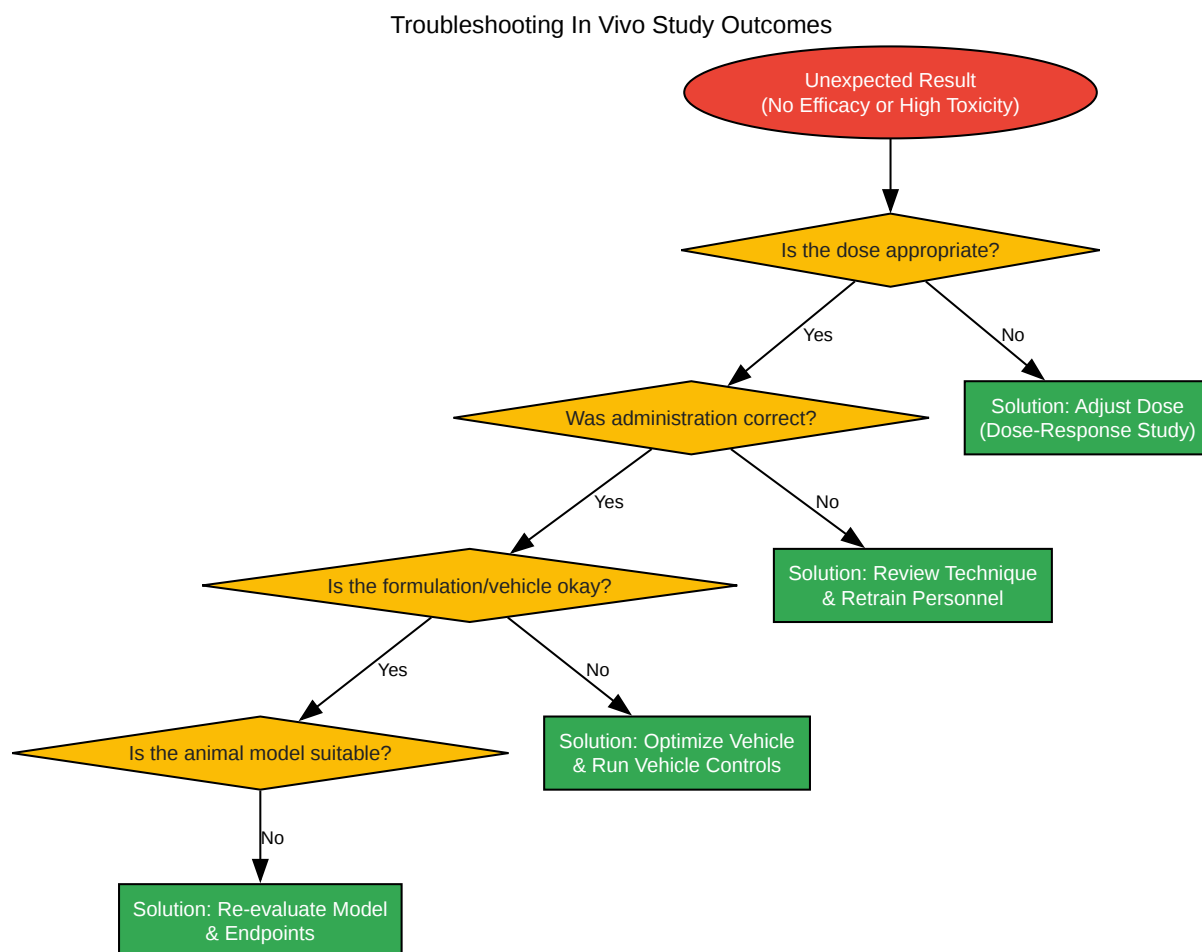 Troubleshooting In Vivo Study Outcomes
Unexpected Result
(No Efficacy or High Toxicity)
Is the dose appropriate?
Yes
No
Was administration correct?
Solution: Adjust Dose
(Dose-Response Study)
Yes
No
Is the formulation/vehicle okay?
Solution: Review Technique
& Retrain Personnel
Yes
No
Is the animal model suitable?
Solution: Optimize Vehicle
& Run Vehicle Controls
No
Solution: Re-evaluate Model
& Endpoints